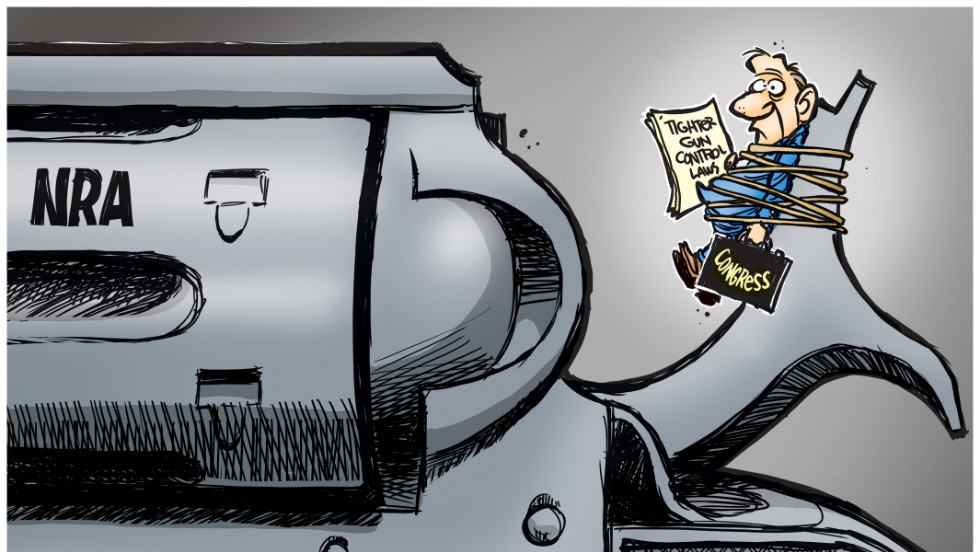 NRA
TIGHTER
GUN
CONTROL
LAWS
CONGRESS